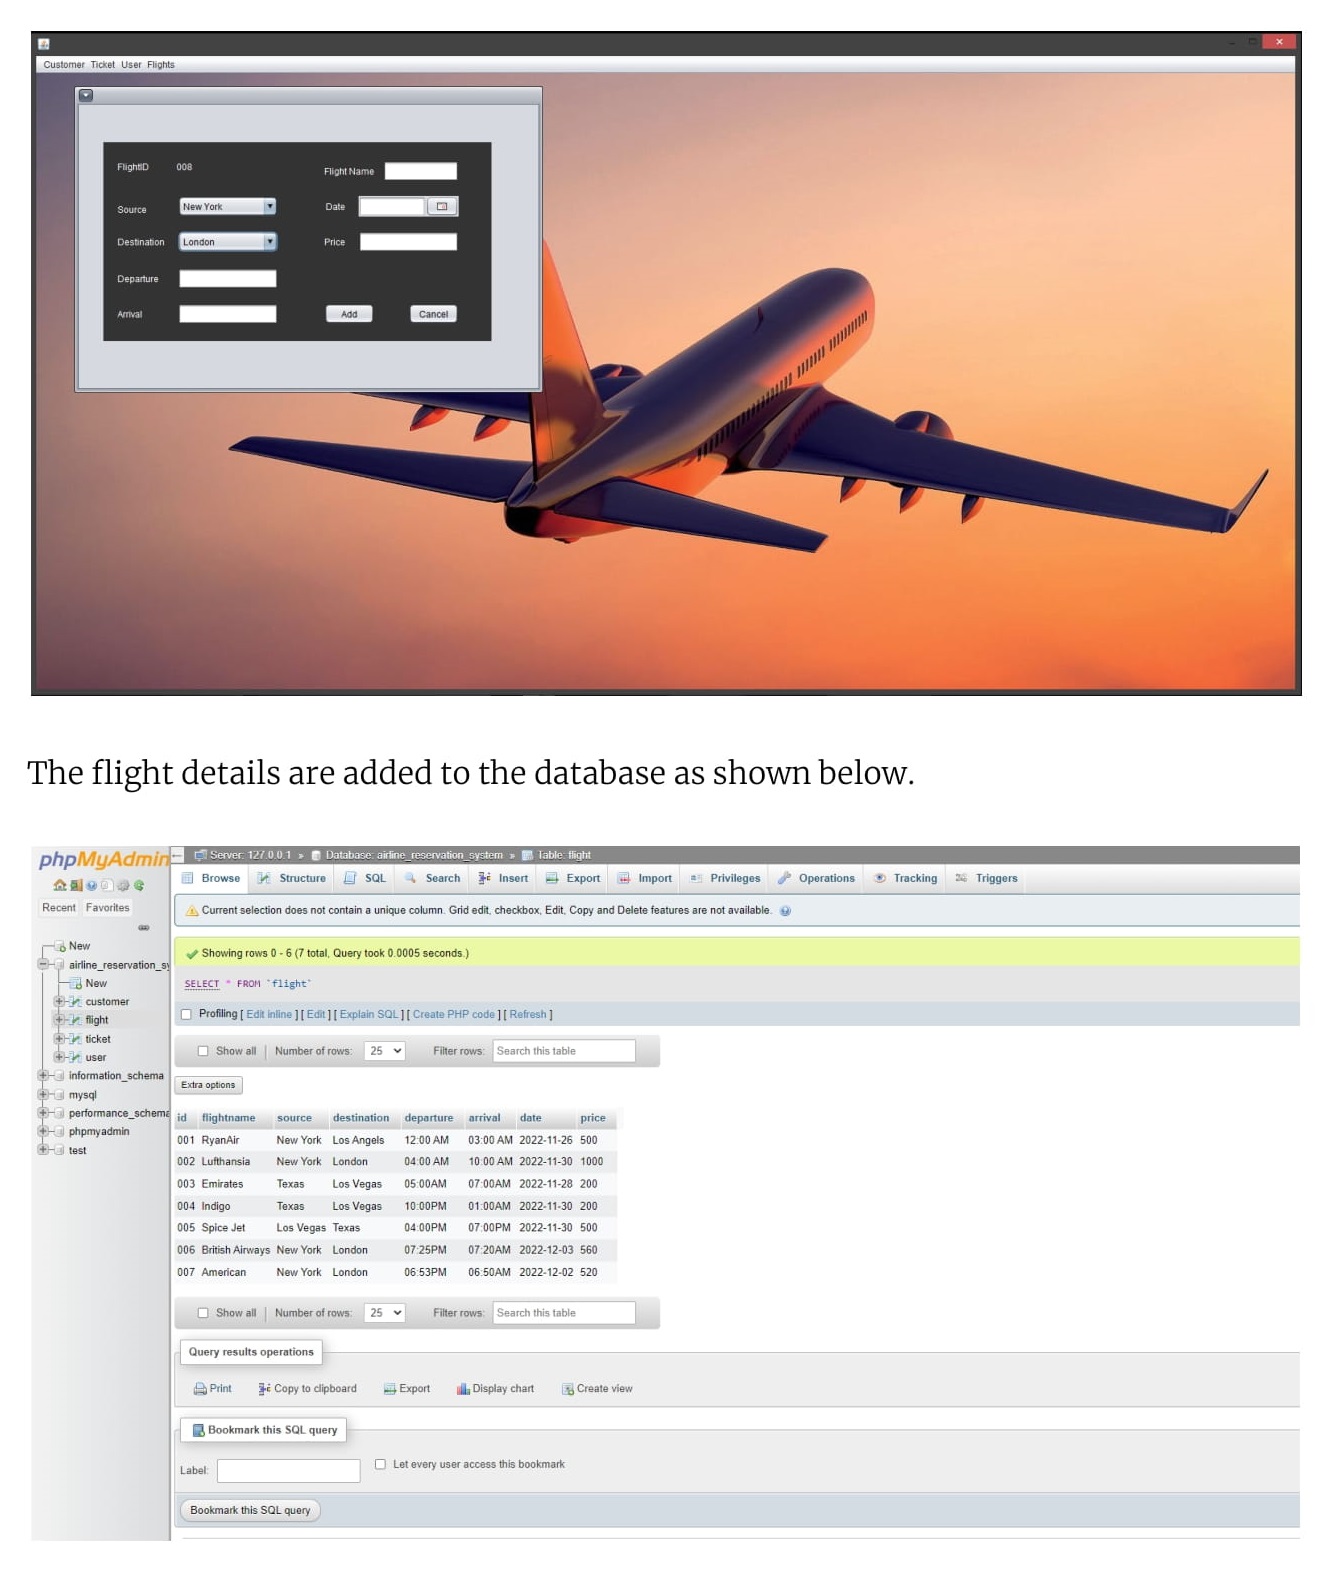 Customer Ticket User Flights
FlightID 008 Flight Name
Source New York Date
Destination London Price
Departure
Arrival Add Cancel
The flight details are added to the database as shown below.
phpMyAdmin
Recent Favorites
New
airline_reservation_sy
New
customer
flight
ticket
user
information_schema
mysql
performance_schema
phpmyadmin
test
Server: 127.0.0.1 » Database: airline_reservation_system » Table: flight
Browse Structure SQL Search Insert Export Import Privileges Operations Tracking Triggers
Current selection does not contain a unique column. Grid edit, checkbox, Edit, Copy and Delete features are not available.
Showing rows 0 - 6 (7 total, Query took 0.0005 seconds.)
SELECT * FROM `flight`
Profiling [ Edit inline ] [ Edit ] [ Explain SQL ] [ Create PHP code ] [ Refresh ]
Show all | Number of rows: 25 Filter rows: Search this table
Extra options
id flightname source destination departure arrival date price
001 RyanAir New York Los Angels 12:00 AM 03:00 AM 2022-11-26 500
002 Lufthansia New York London 04:00 AM 10:00 AM 2022-11-30 1000
003 Emirates Texas Los Vegas 05:00AM 07:00AM 2022-11-28 200
004 Indigo Texas Los Vegas 10:00PM 01:00AM 2022-11-30 200
005 Spice Jet Los Vegas Texas 04:00PM 07:00PM 2022-11-30 500
006 British Airways New York London 07:25PM 07:20AM 2022-12-03 560
007 American New York London 06:53PM 06:50AM 2022-12-02 520
Show all | Number of rows: 25 Filter rows: Search this table
Query results operations
Print Copy to clipboard Export Display chart Create view
Bookmark this SQL query
Label: Let every user access this bookmark
Bookmark this SQL query